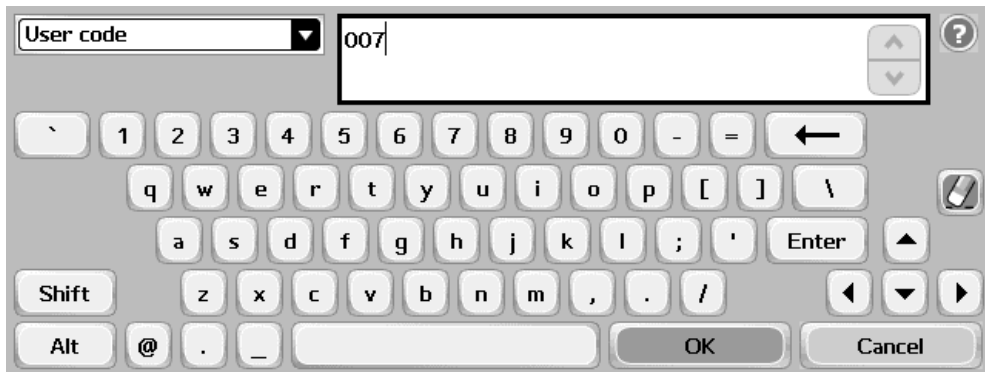 User code 007 ?
` 1 2 3 4 5 6 7 8 9 0 - =
q w e r t y u i o p [ ] \
a s d f g h j k l ; ' Enter
Shift z x c v b n m , . /
Alt @ . _ OK Cancel